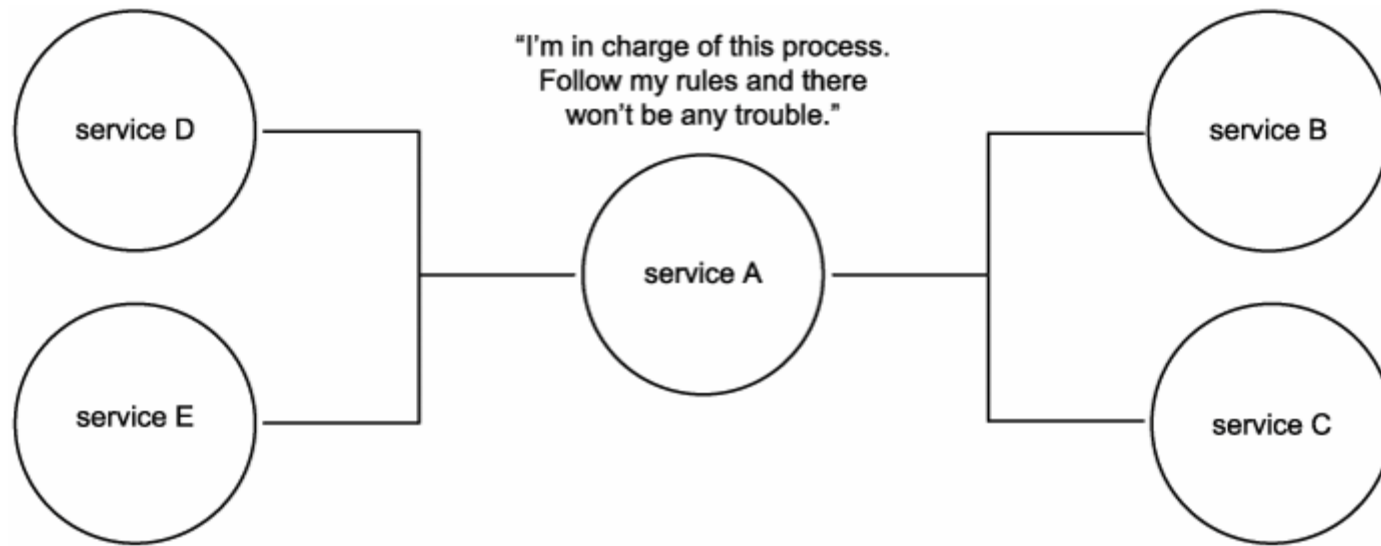 “I’m in charge of this process.
Follow my rules and there
won’t be any trouble.”
service D
service B
service A
service E
service C